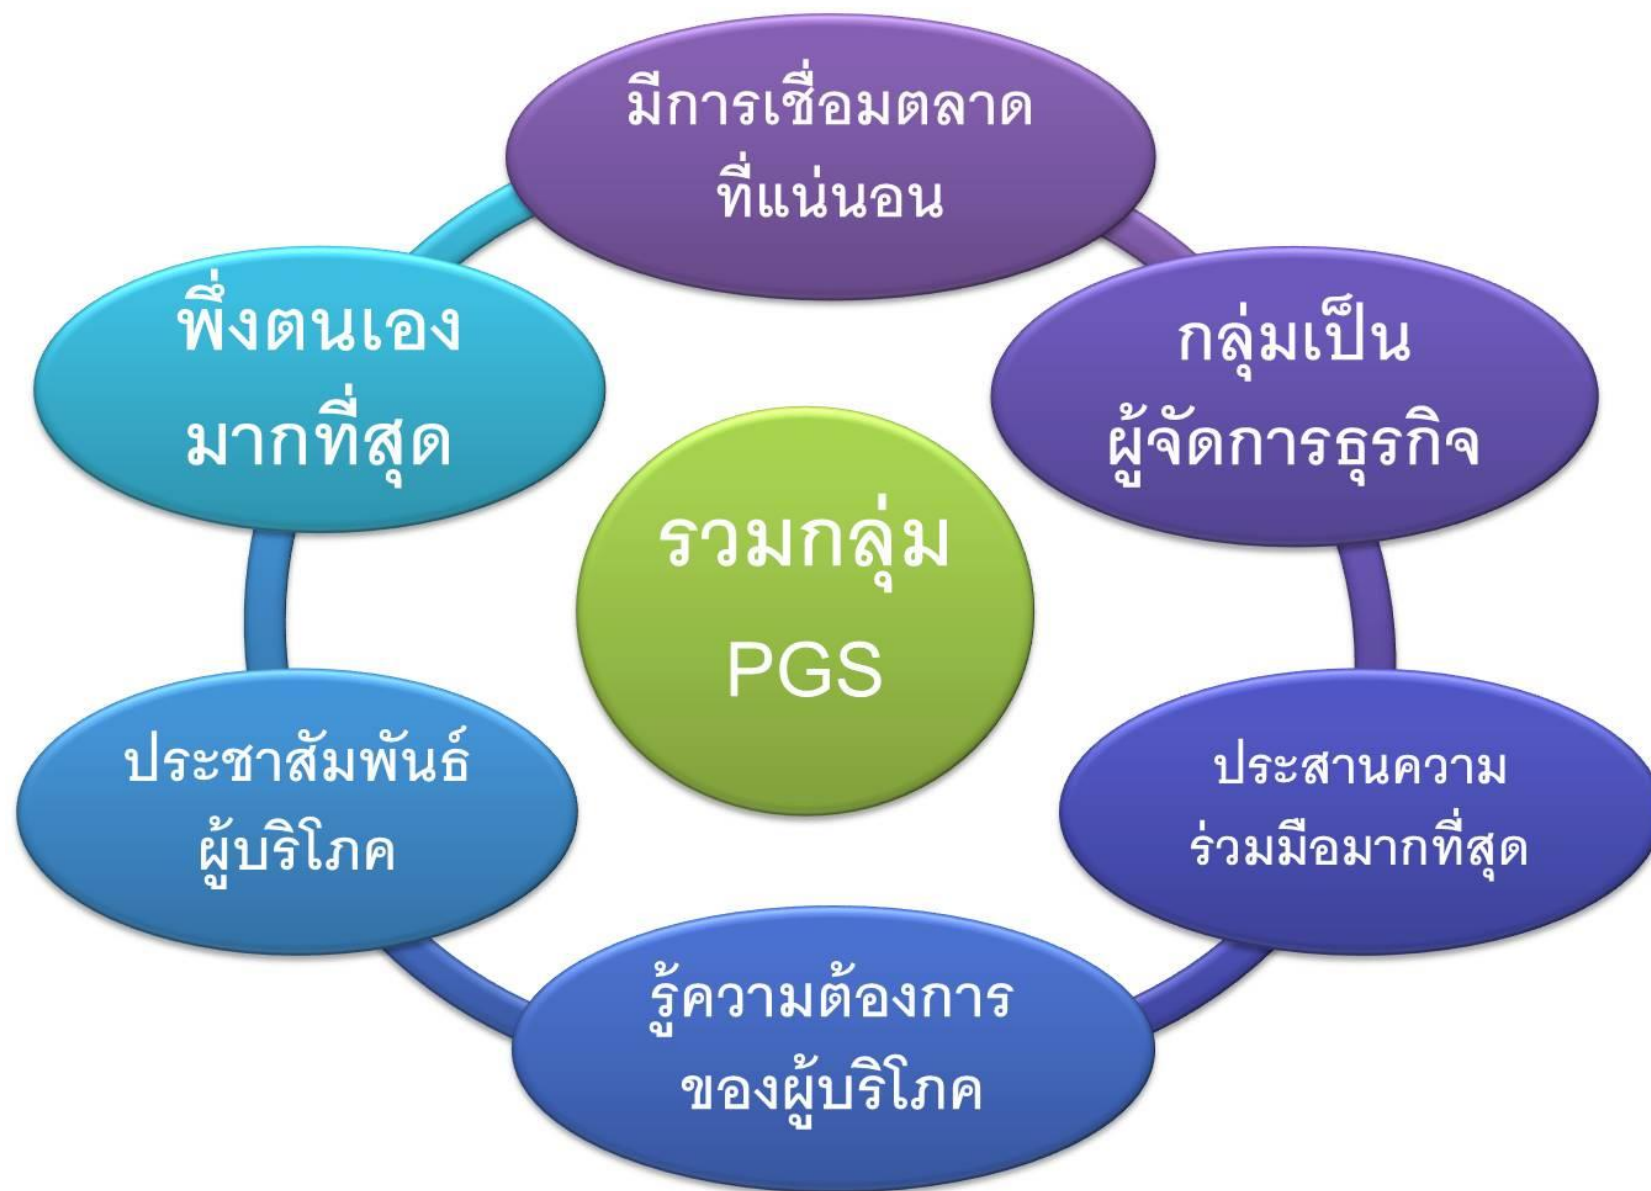 มีการเชื่อมตลาด
ที่แน่นอน
กลุ่มเป็น
ผู้จัดการธุรกิจ
ประสานความ
ร่วมมือมากที่สุด
รู้ความต้องการ
ของผู้บริโภค
ประชาสัมพันธ์
ผู้บริโภค
พึ่งตนเอง
มากที่สุด
รวมกลุ่ม
PGS